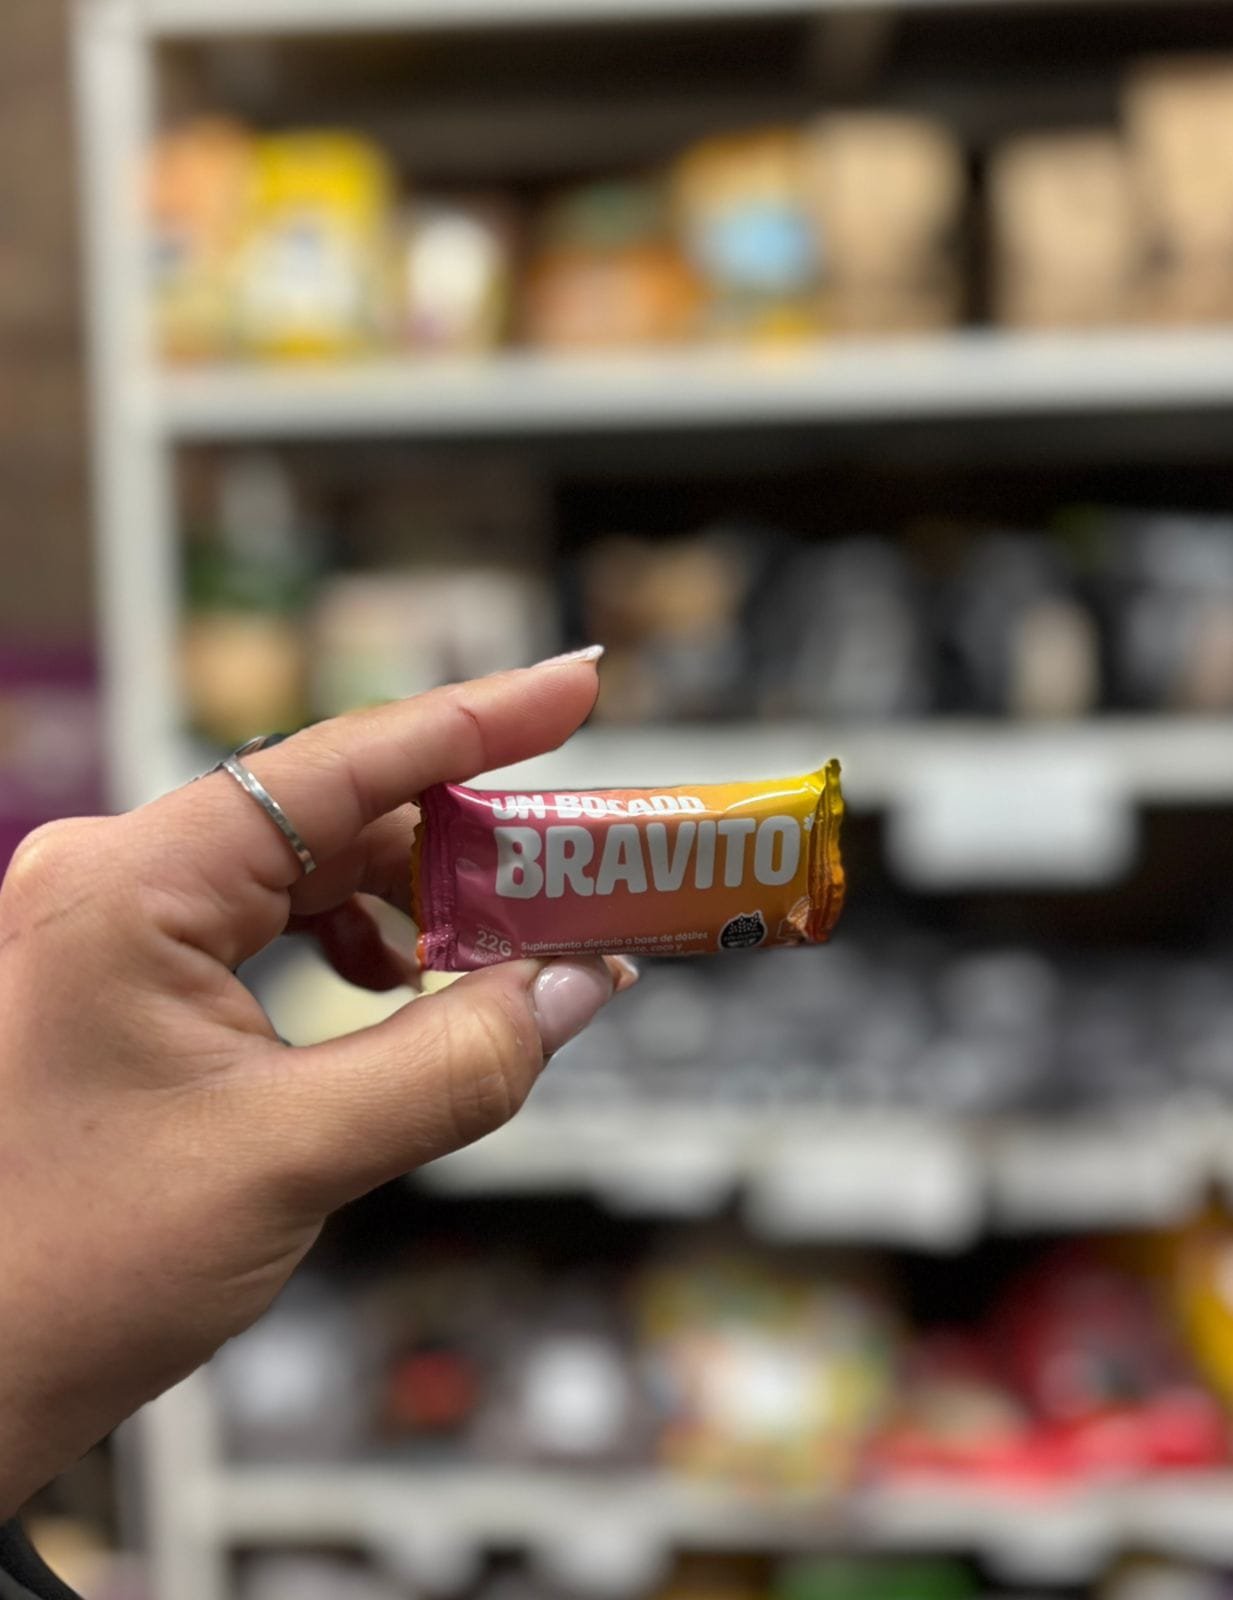 UN BOCADO
BRAVITO
22G
Suplemento dietario a base de dátiles
chocolate, coco y